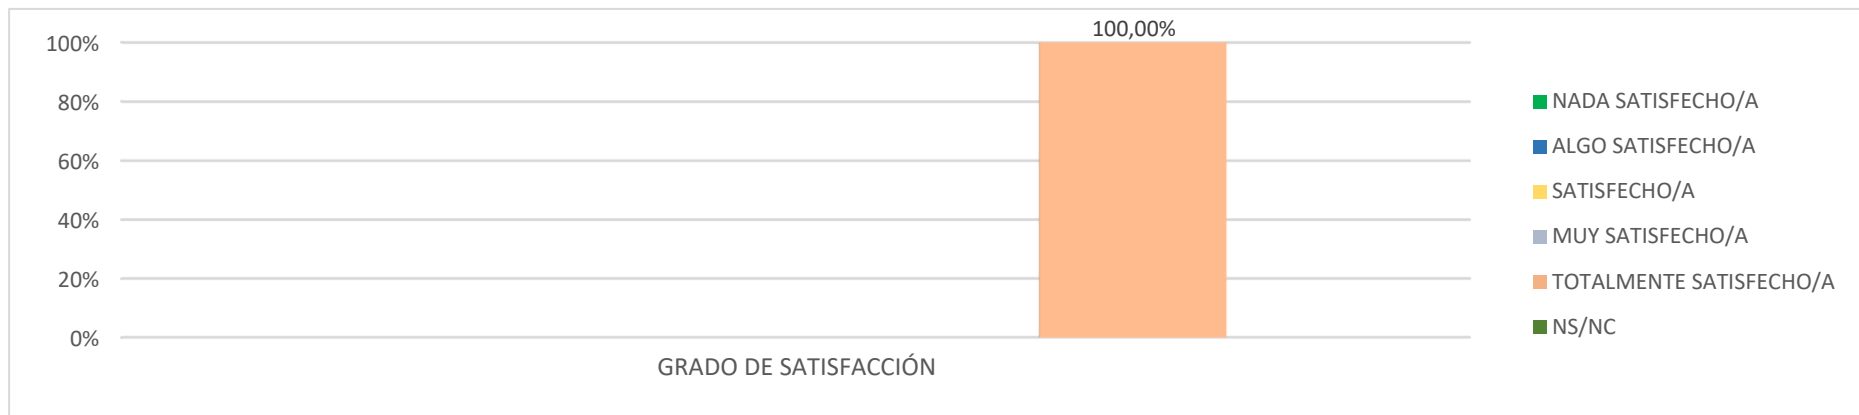 100,00%
100%
80%
60%
40%
20%
0%
GRADO DE SATISFACCIÓN
NADA SATISFECHO/A
ALGO SATISFECHO/A
SATISFECHO/A
MUY SATISFECHO/A
TOTALMENTE SATISFECHO/A
NS/NC